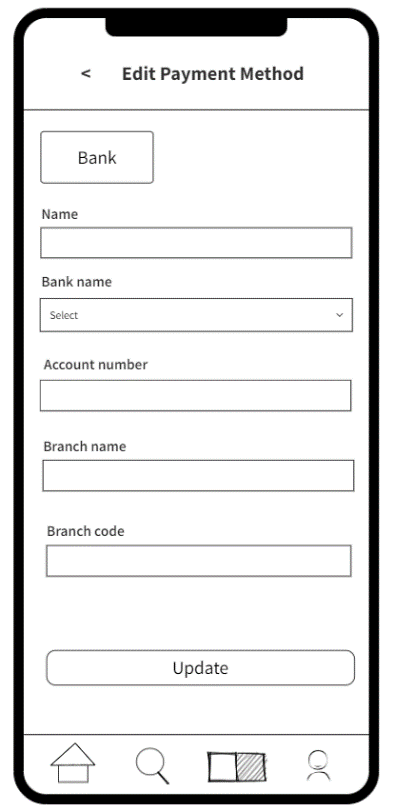 < Edit Payment Method
Bank
Name
Bank name
Select
Account number
Branch name
Branch code
Update